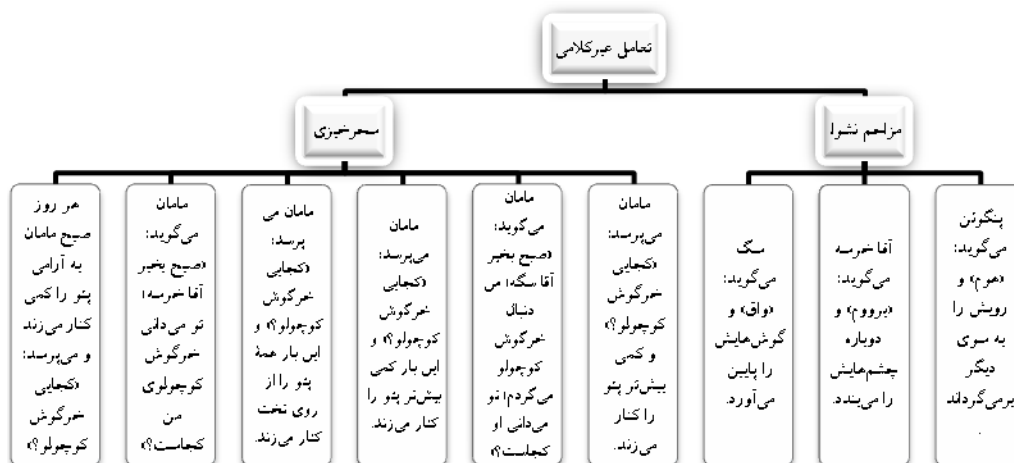 تعامل غیرکلامی
مزاحم نشوید
سحرخیزی
پنگوئن
می‌گوید:
«هوم» و
رویش را
به سوی
دیگر
برمی‌گرداند
.
آقا خرسه
می‌گوید:
«برووم» و
دوباره
چشم‌هایش
را می‌بندد.
سگ
می‌گوید:
«واق» و
گوش‌هایش
را پایین
می‌آورد.
مامان
می‌پرسد:
«کجایی
خرگوش
کوچولو؟»
و کمی
بیش‌تر پتو
را کنار
می‌زند.
مامان
می‌گوید:
«صبح بخیر
آقا سگه! من
دنبال
خرگوش
کوچولو
می‌گردم! تو
می‌دانی او
کجاست؟»
مامان
می‌پرسد:
«کجایی
خرگوش
کوچولو؟» و
این بار کمی
بیش‌تر پتو را
کنار می‌زند.
مامان می
پرسد:
«کجایی
خرگوش
کوچولو؟» و
این بار همهٔ
پتو را از
روی تخت
کنار می‌زند.
مامان
می‌گوید:
«صبح بخیر
آقا خرسه!
تو می‌دانی
خرگوش
کوچولوی
من
کجاست؟»
هر روز
صبح مامان
به آرامی
پتو را کمی
کنار می‌زند
و می‌پرسد:
«کجایی
خرگوش
کوچولو؟»